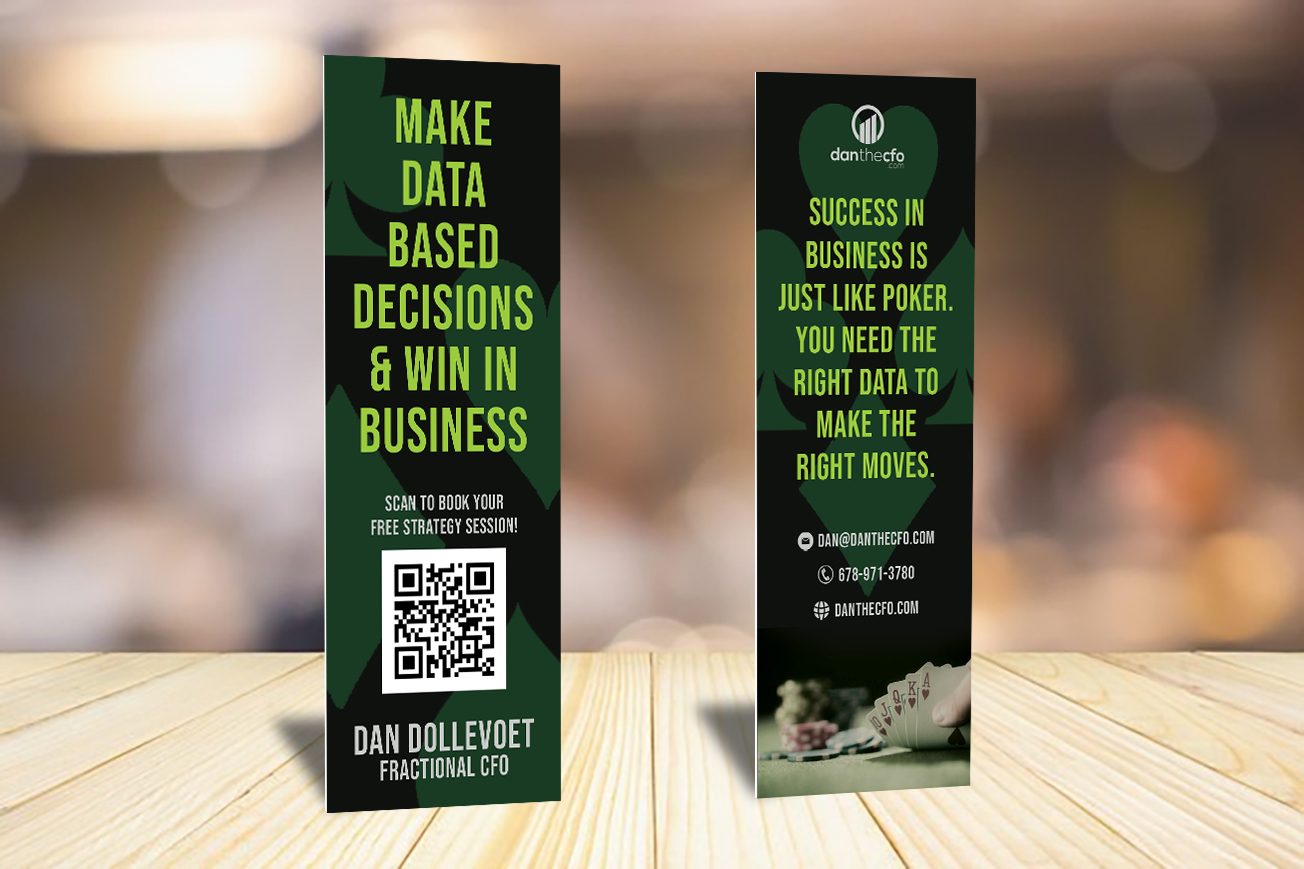 MAKE
DATA
BASED
DECISIONS
& WIN IN
BUSINESS
SCAN TO BOOK YOUR
FREE STRATEGY SESSION!
DAN DOLLEVOET
FRACTIONAL CFO
danthecfo
.com
SUCCESS IN
BUSINESS IS
JUST LIKE POKER.
YOU NEED THE
RIGHT DATA TO
MAKE THE
RIGHT MOVES.
DAN@DANTHECFO.COM
678-971-3780
DANTHECFO.COM
10 J Q K A